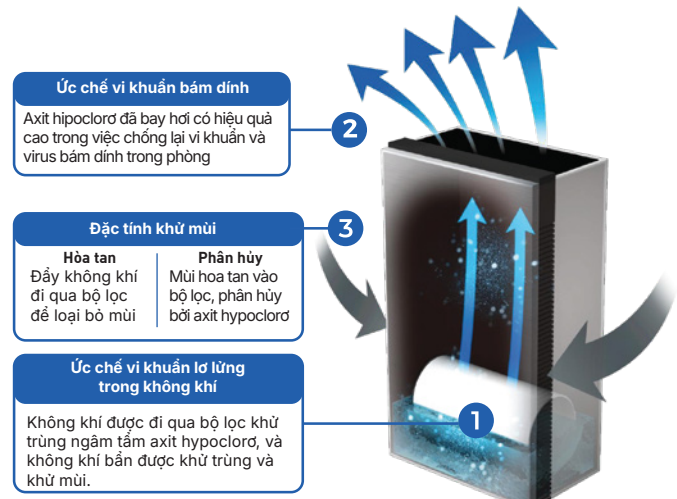 Ức chế vi khuẩn bám dính
Axit hipoclorơ đã bay hơi có hiệu quả
cao trong việc chống lại vi khuẩn và
virus bám dính trong phòng
2
Đặc tính khử mùi
3
Hòa tan
Đẩy không khí
đi qua bộ lọc
để loại bỏ mùi
Phân hủy
Mùi hoa tan vào
bộ lọc, phân hủy
bởi axit hypoclorơ
Ức chế vi khuẩn lơ lửng
trong không khí
Không khí được đi qua bộ lọc khử
trùng ngâm tẩm axit hypoclorơ, và
không khí bẩn được khử trùng và
khử mùi.
1